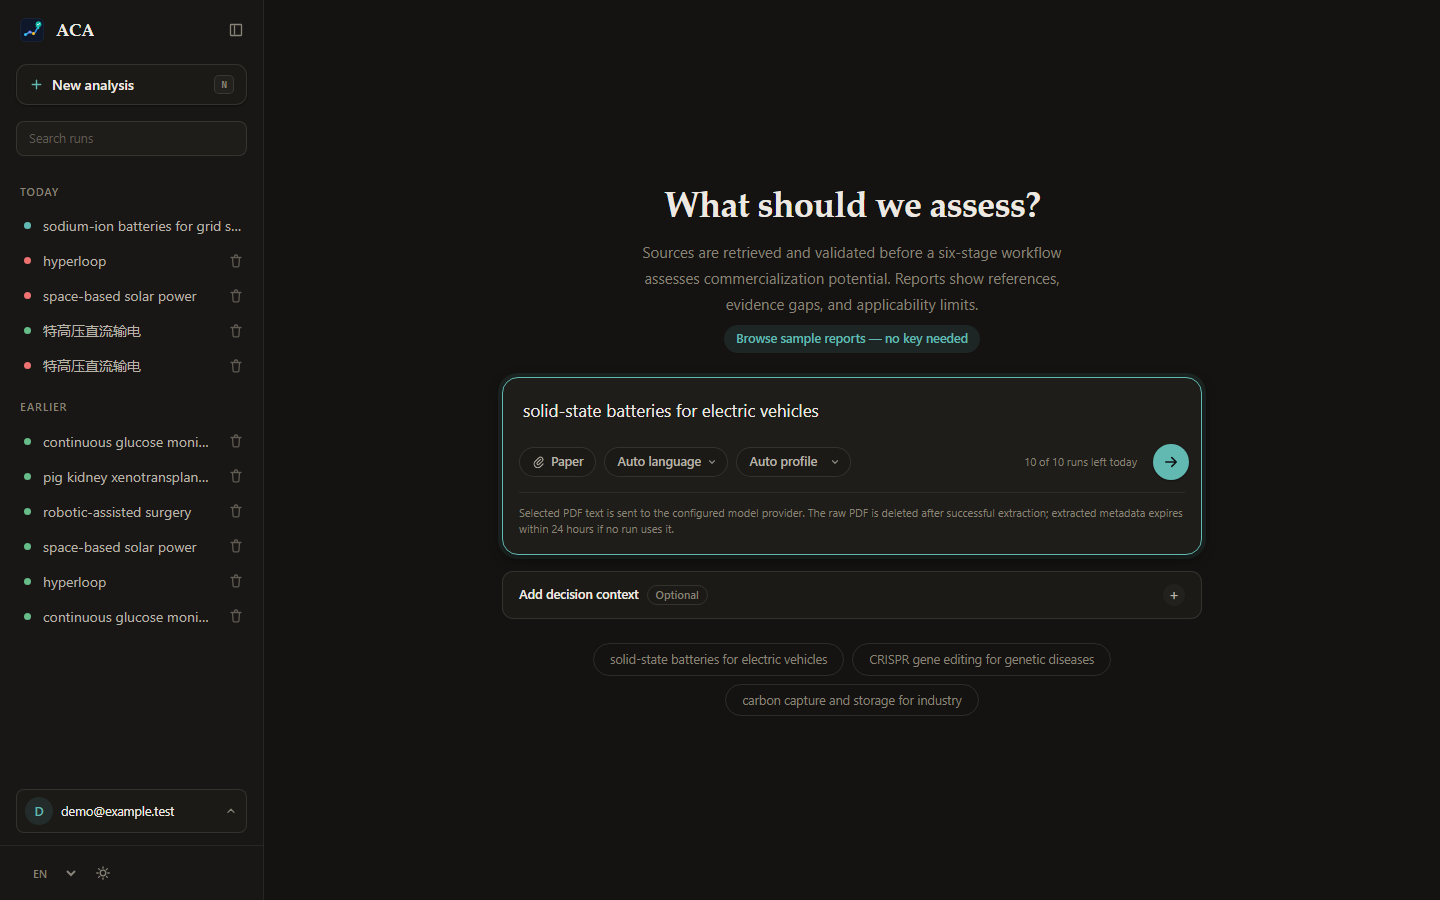 ACA
New analysis
N
Search runs
TODAY
sodium-ion batteries for grid s...
hyperloop
space-based solar power
特高压直流输电
特高压直流输电
EARLIER
continuous glucose moni...
pig kidney xenotransplan...
robotic-assisted surgery
space-based solar power
hyperloop
continuous glucose moni...
D
demo@example.test
EN
What should we assess?
Sources are retrieved and validated before a six-stage workflow
assesses commercialization potential. Reports show references,
evidence gaps, and applicability limits.
Browse sample reports — no key needed
solid-state batteries for electric vehicles
Paper
Auto language
Auto profile
10 of 10 runs left today
Selected PDF text is sent to the configured model provider. The raw PDF is deleted after successful extraction; extracted metadata expires
within 24 hours if no run uses it.
Add decision context
Optional
solid-state batteries for electric vehicles
CRISPR gene editing for genetic diseases
carbon capture and storage for industry